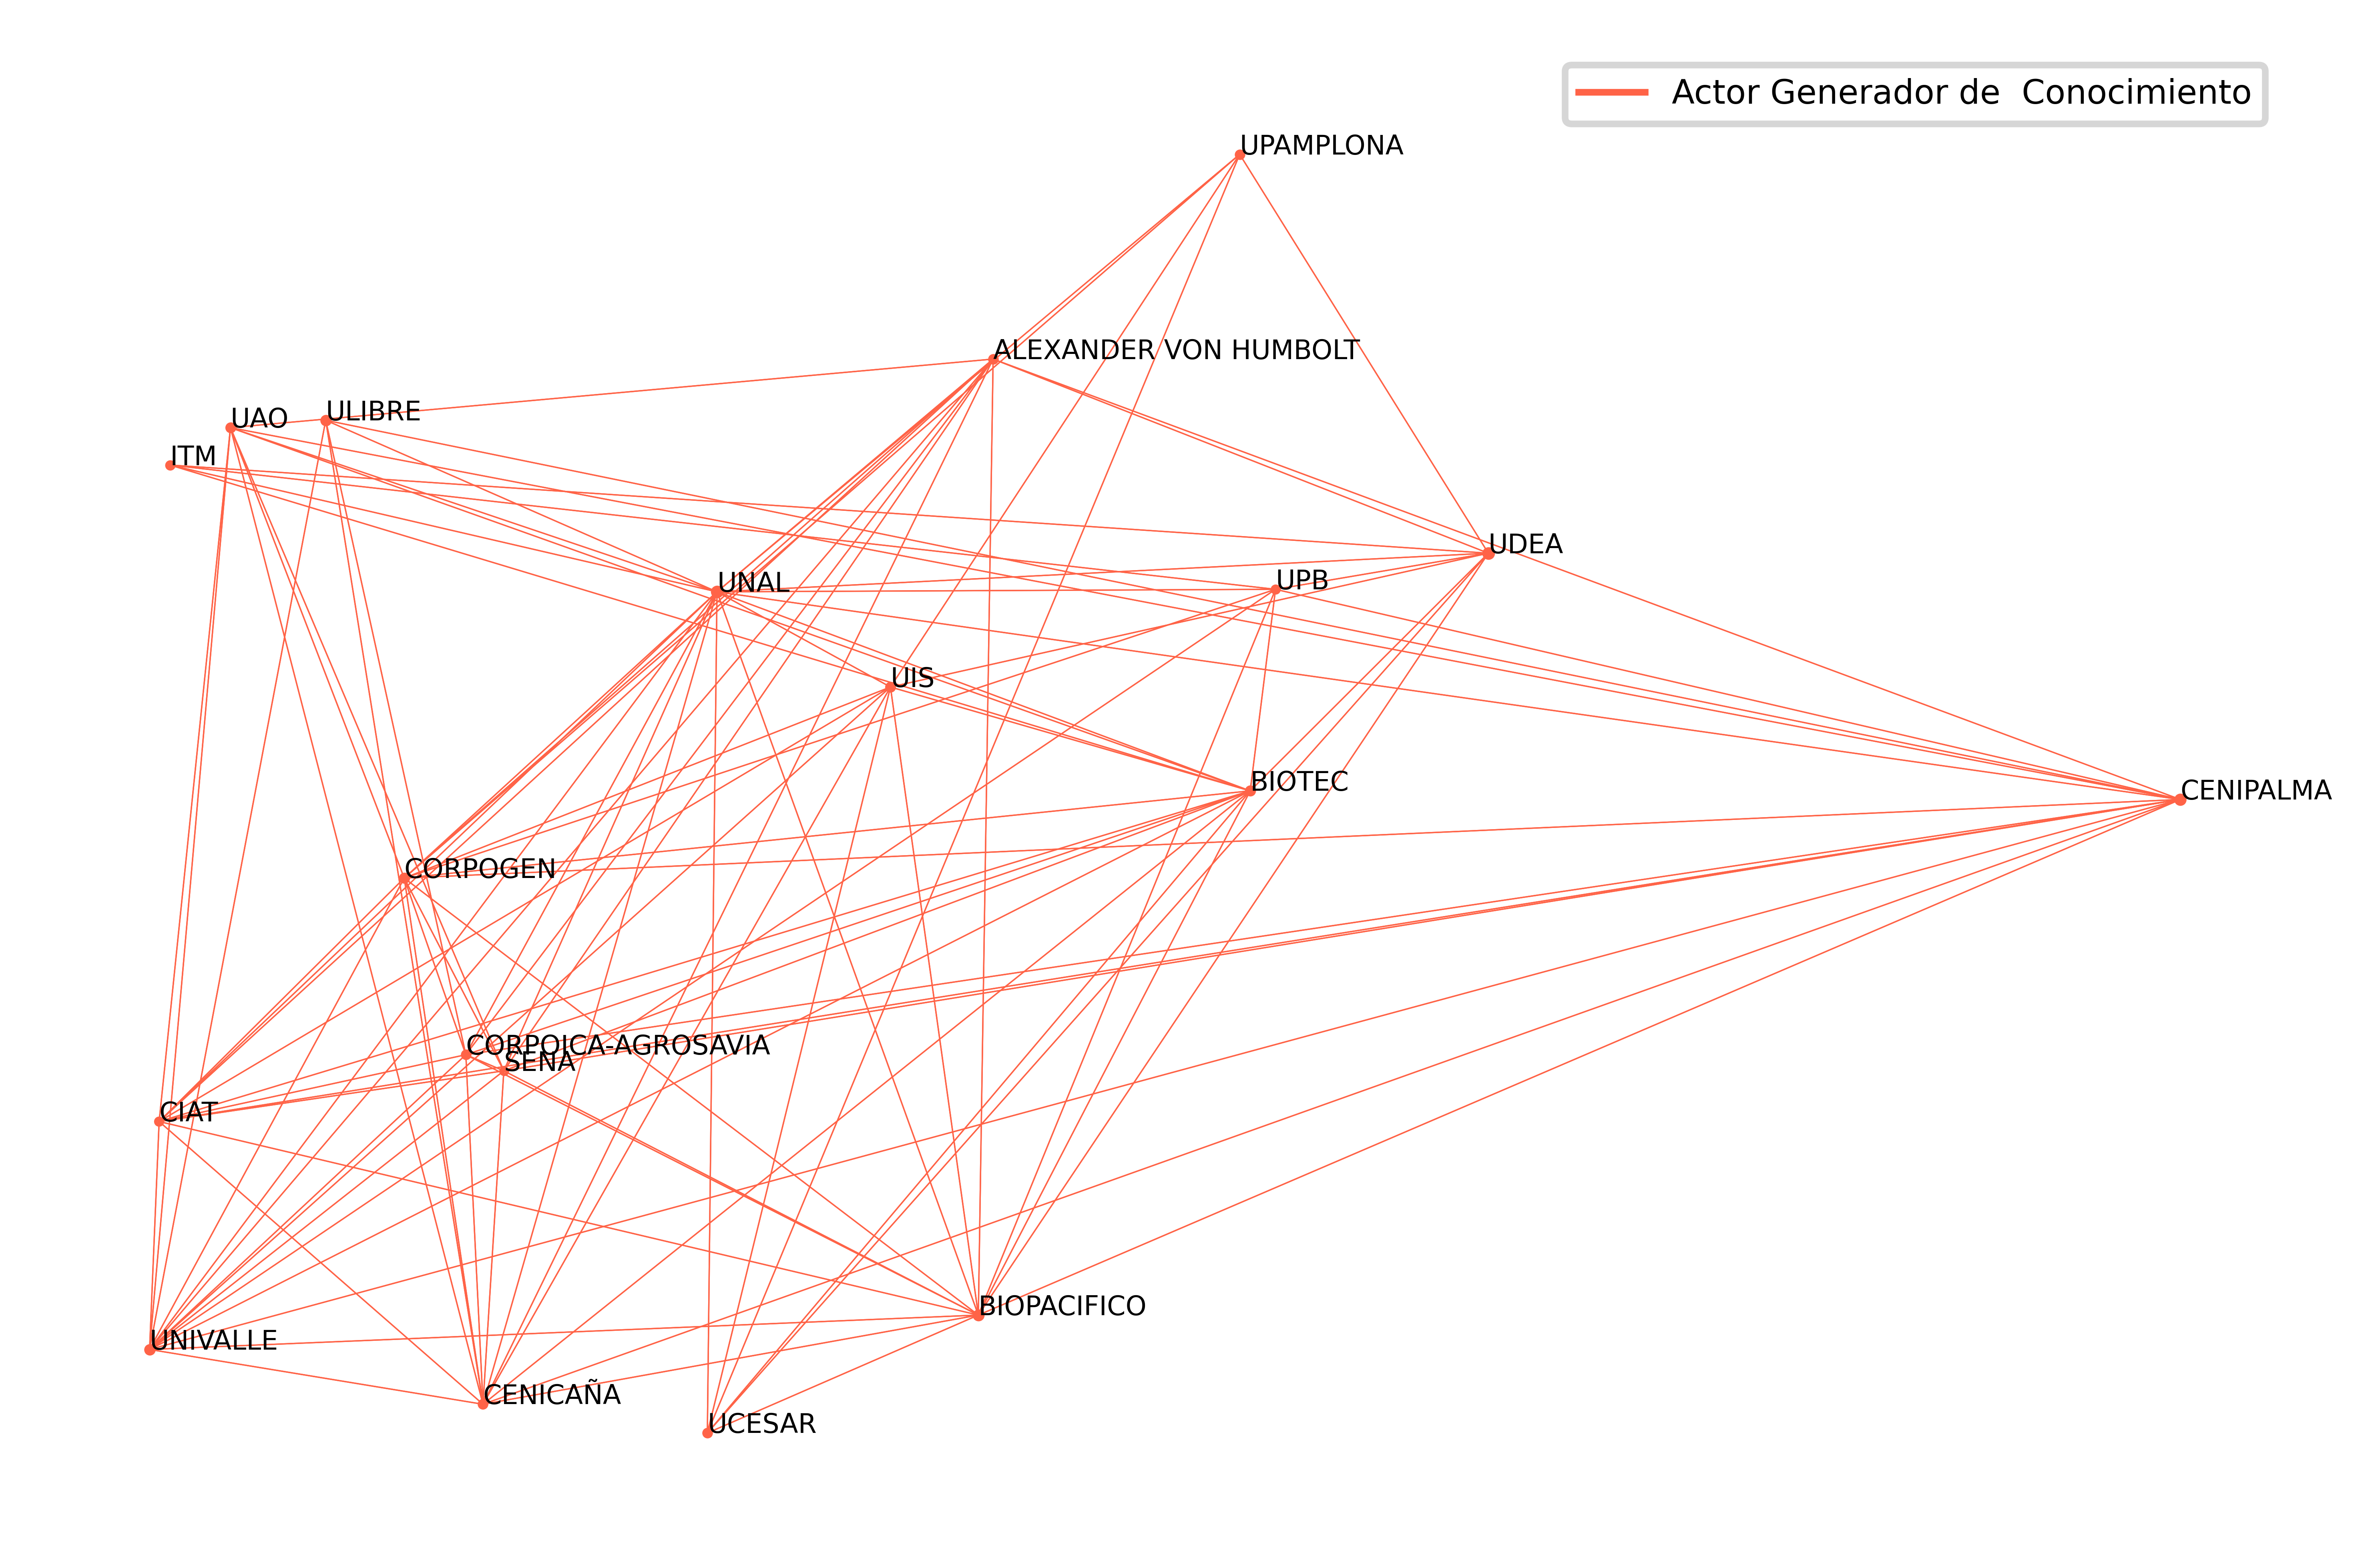 Actor Generador de  Conocimiento
UPAMPLONA
ALEXANDER VON HUMBOLT
ULIBRE
UAO
ITM
UDEA
UPB
UNAL
UIS
BIOTEC
CENIPALMA
CORPOGEN
CORPOICA-AGROSAVIA
SENA
CIAT
BIOPACIFICO
UNIVALLE
CENICAÑA
UCESAR